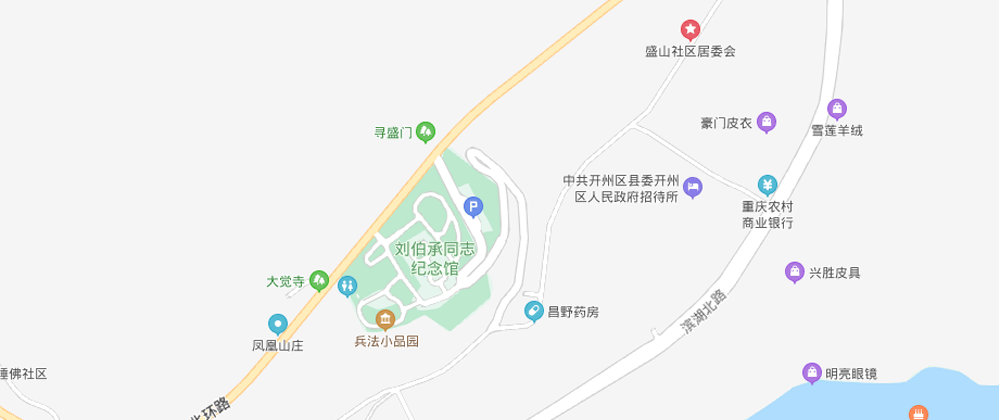 盛山社区居委会
豪门皮衣
雪莲羊绒
寻盛门
中共开州区县委开州
区人民政府招待所
P
重庆农村
商业银行
刘伯承同志
纪念馆
大觉寺
兴胜皮具
滨湖北路
昌野药房
凤凰山庄
兵法小品园
佛社区
明亮眼镜
环路